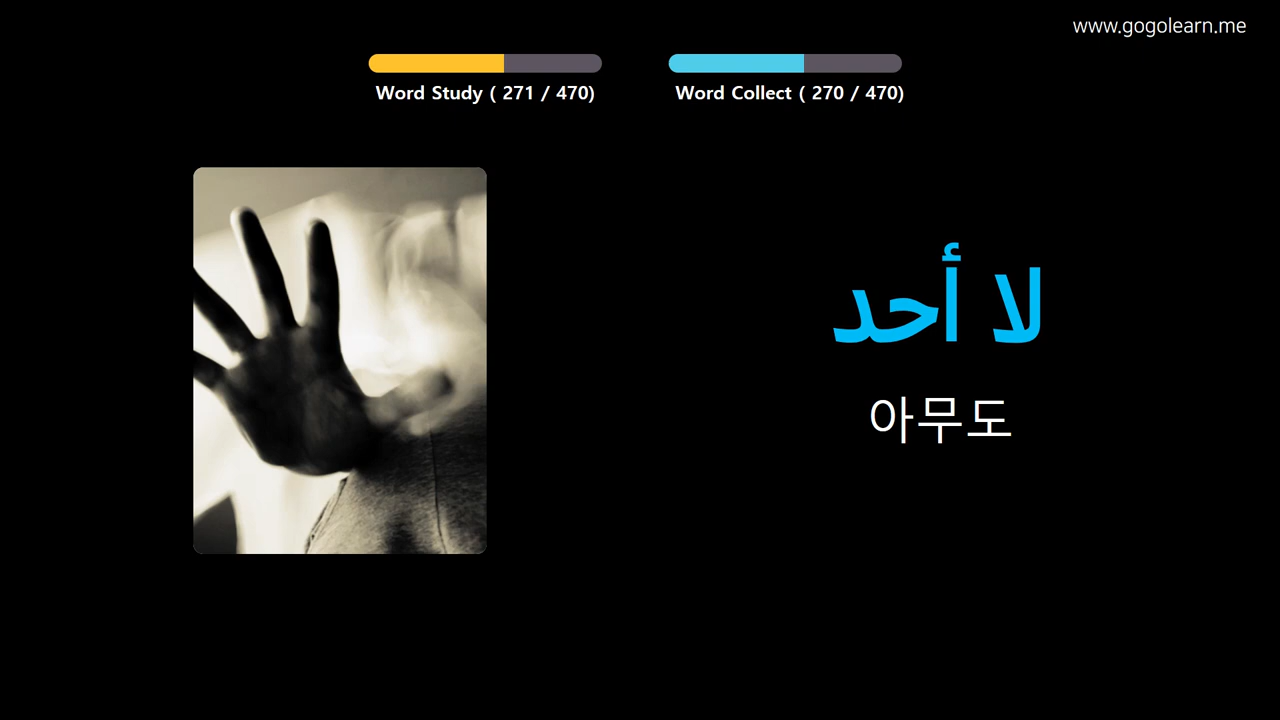 www.gogolearn.me
Word Study ( 271 / 470)
Word Collect ( 270 / 470)
لا أحد
아무도